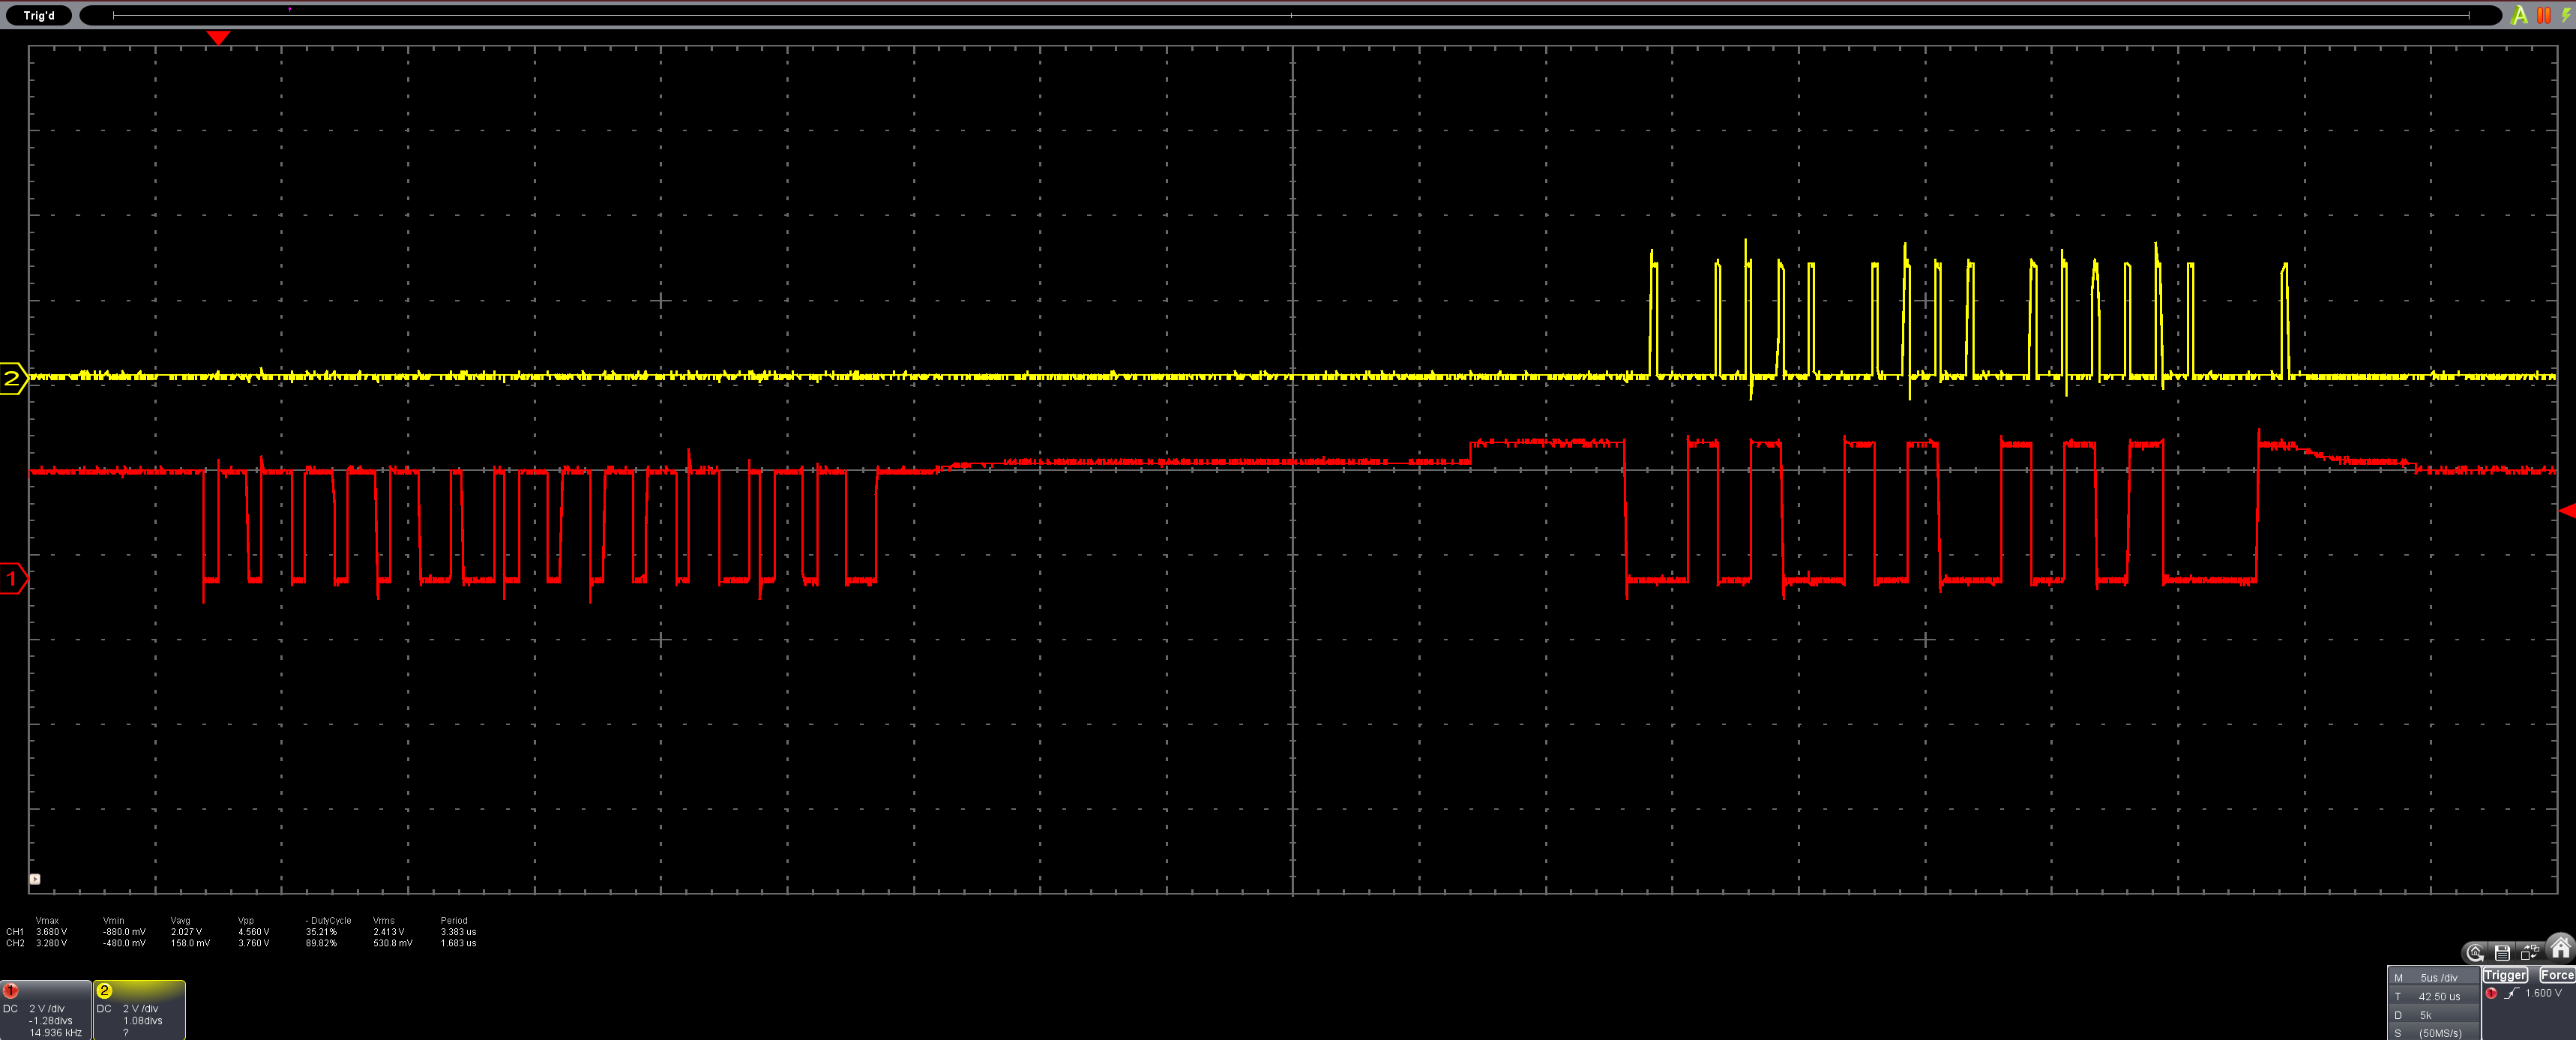 Trig'd
A
2
1
Vmax Vmin Vavg Vpp - DutyCycle Vrms Period
CH1 3.680 V -880.0 mV 2.027 V 4.560 V 35.21% 2.413 V 3.383 us
CH2 3.280 V -480.0 mV 158.0 mV 3.760 V 89.82% 530.8 mV 1.683 us
1
DC 2 V /div
-1.28divs
14.936 kHz
2
DC 2 V /div
1.08divs
?
M 5us /div
T 42.50 us
D 5k
S (50MS/s)
Trigger Force
1 1.600 V